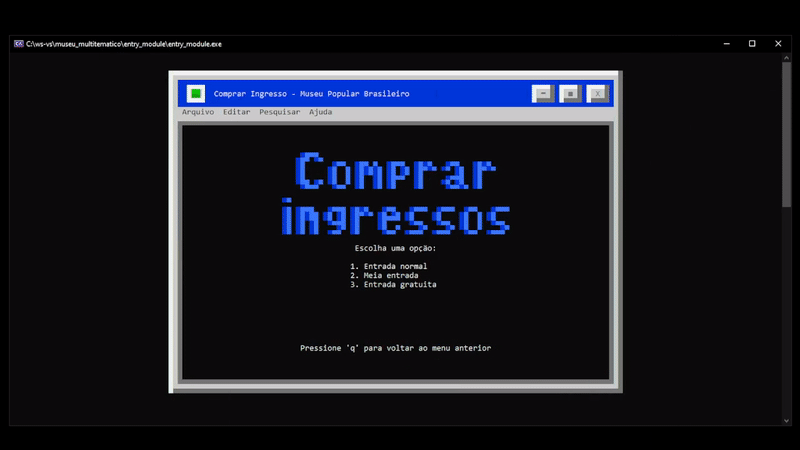 C:\ws-vs\museu_multitematico\entry_module\entry_module.exe
Comprar Ingresso - Museu Popular Brasileiro
X
Arquivo Editar Pesquisar Ajuda
Comprar
ingressos
Escolha uma opção:
1. Entrada normal
2. Meia entrada
3. Entrada gratuita
Pressione 'q' para voltar ao menu anterior